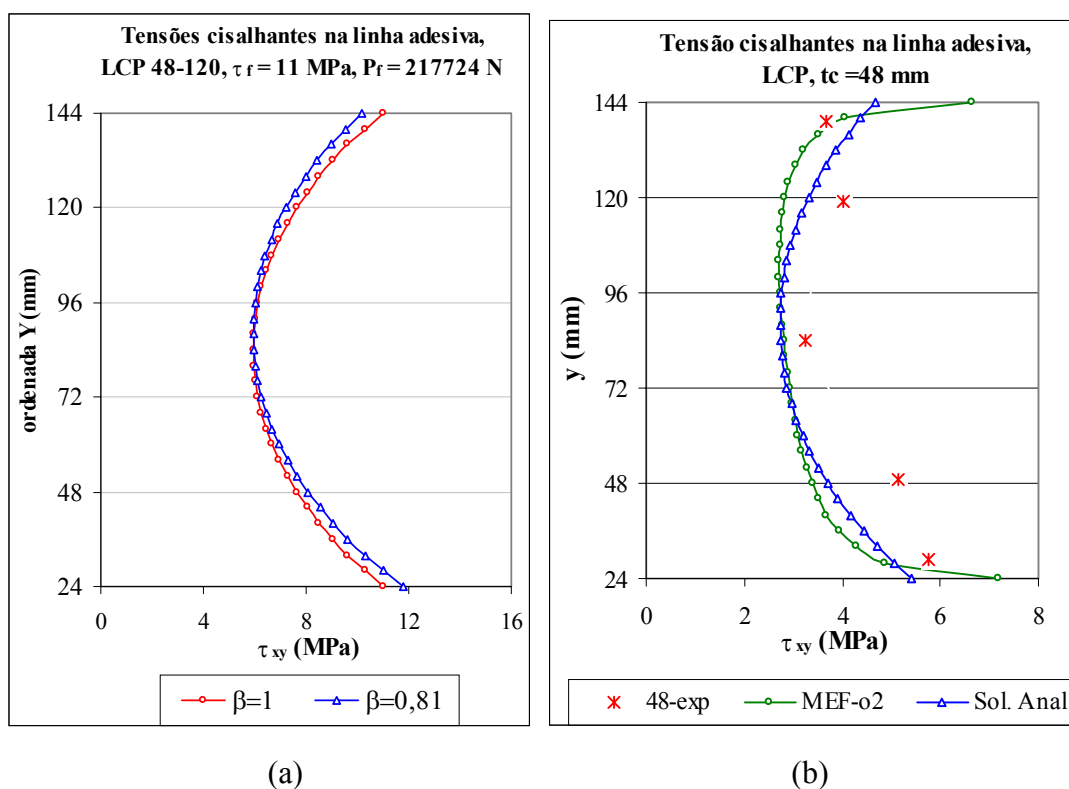 Tensões cisalhantes na linha adesiva,
LCP 48-120, τ f = 11 MPa, Pf = 217724 N
144
120
96
72
48
24
ordenada Y (mm)
0
4
8
12
16
τ xy (MPa)
β=1
β=0,81
(a)
Tensão cisalhantes na linha adesiva,
LCP, tc =48 mm
144
120
96
72
48
24
y (mm)
0
2
4
6
8
τxy (MPa)
48-exp
MEF-o2
Sol. Anal
(b)